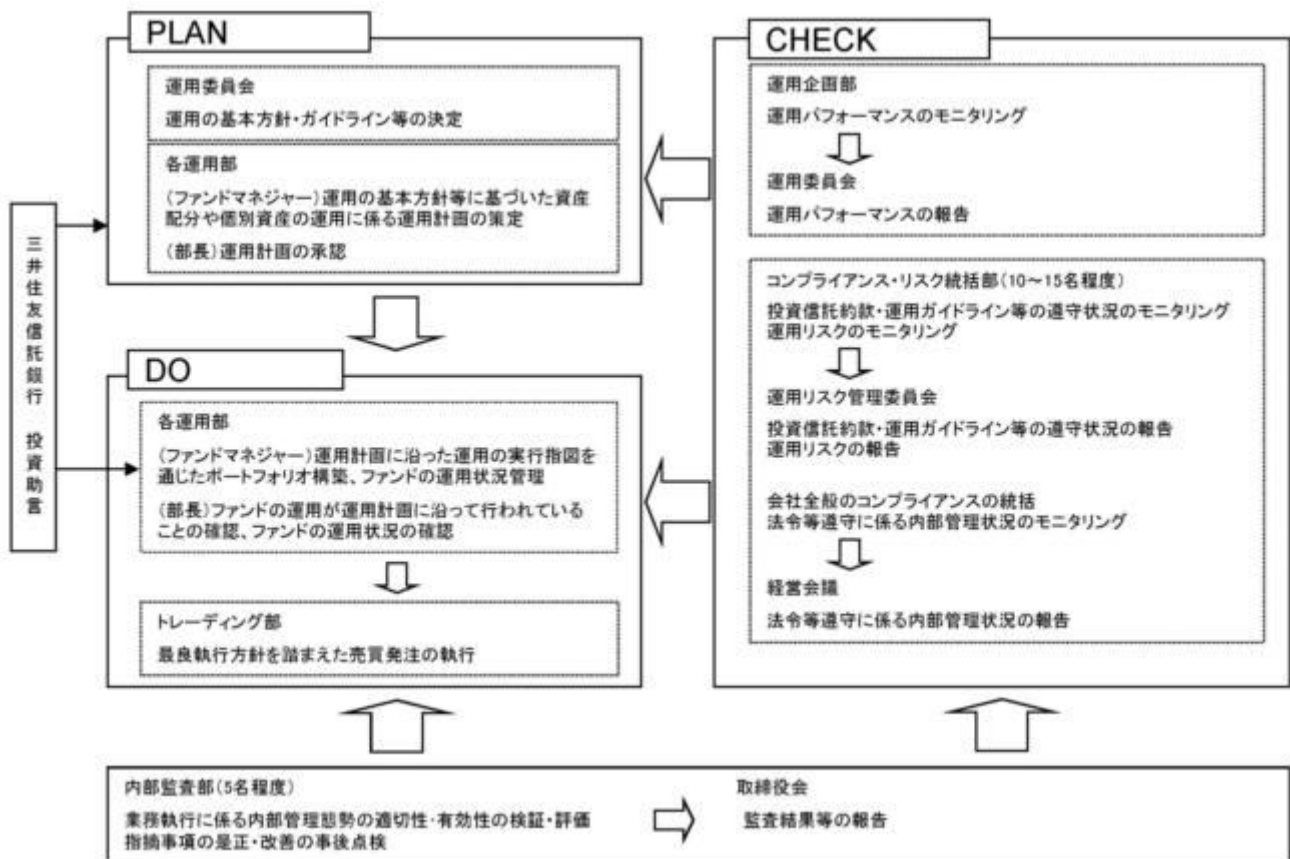 三井住友信託銀行 投資助言
PLAN
運用委員会
運用の基本方針・ガイドライン等の決定
各運用部
(ファンドマネジャー)運用の基本方針等に基づいた資産
配分や個別資産の運用に係る運用計画の策定
(部長)運用計画の承認
DO
各運用部
(ファンドマネジャー)運用計画に沿った運用の実行指図を
通じたポートフォリオ構築、ファンドの運用状況管理
(部長)ファンドの運用が運用計画に沿って行われている
ことの確認、ファンドの運用状況の確認
トレーディング部
最良執行方針を踏まえた売買発注の執行
CHECK
運用企画部
運用パフォーマンスのモニタリング
運用委員会
運用パフォーマンスの報告
コンプライアンス・リスク統括部(10~15名程度)
投資信託約款・運用ガイドライン等の遵守状況のモニタリング
運用リスクのモニタリング
運用リスク管理委員会
投資信託約款・運用ガイドライン等の遵守状況の報告
運用リスクの報告
会社全般のコンプライアンスの統括
法令等遵守に係る内部管理状況のモニタリング
経営会議
法令等遵守に係る内部管理状況の報告
内部監査部(5名程度)
業務執行に係る内部管理態勢の適切性・有効性の検証・評価
指摘事項の是正・改善の事後点検
取締役会
監査結果等の報告